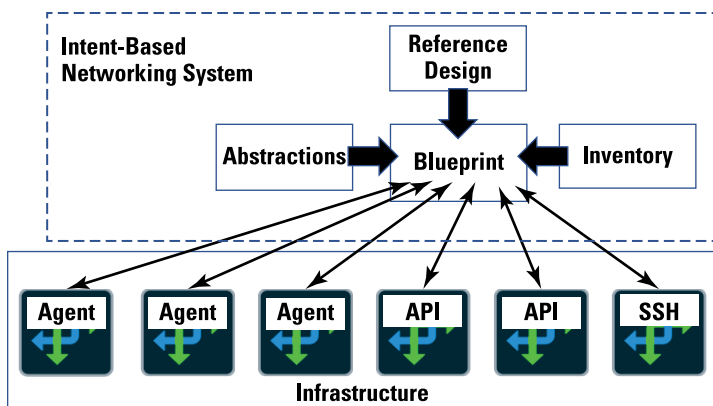 Intent-Based
Networking System
Reference
Design
Abstractions
Blueprint
Inventory
Agent
Agent
Agent
API
API
SSH
Infrastructure